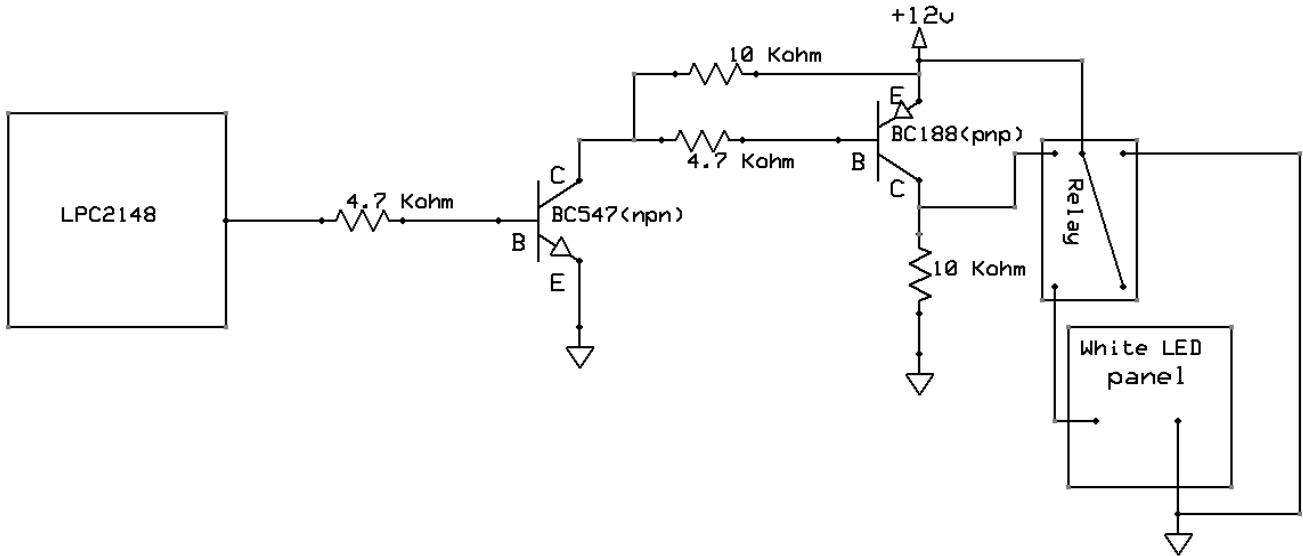 +12v
10 Kohm
E
BC188(pnp)
4.7 Kohm
B
C
C
4.7 Kohm
LPC2148
BC547(npn)
B
E
Relay
10 Kohm
White LED
panel